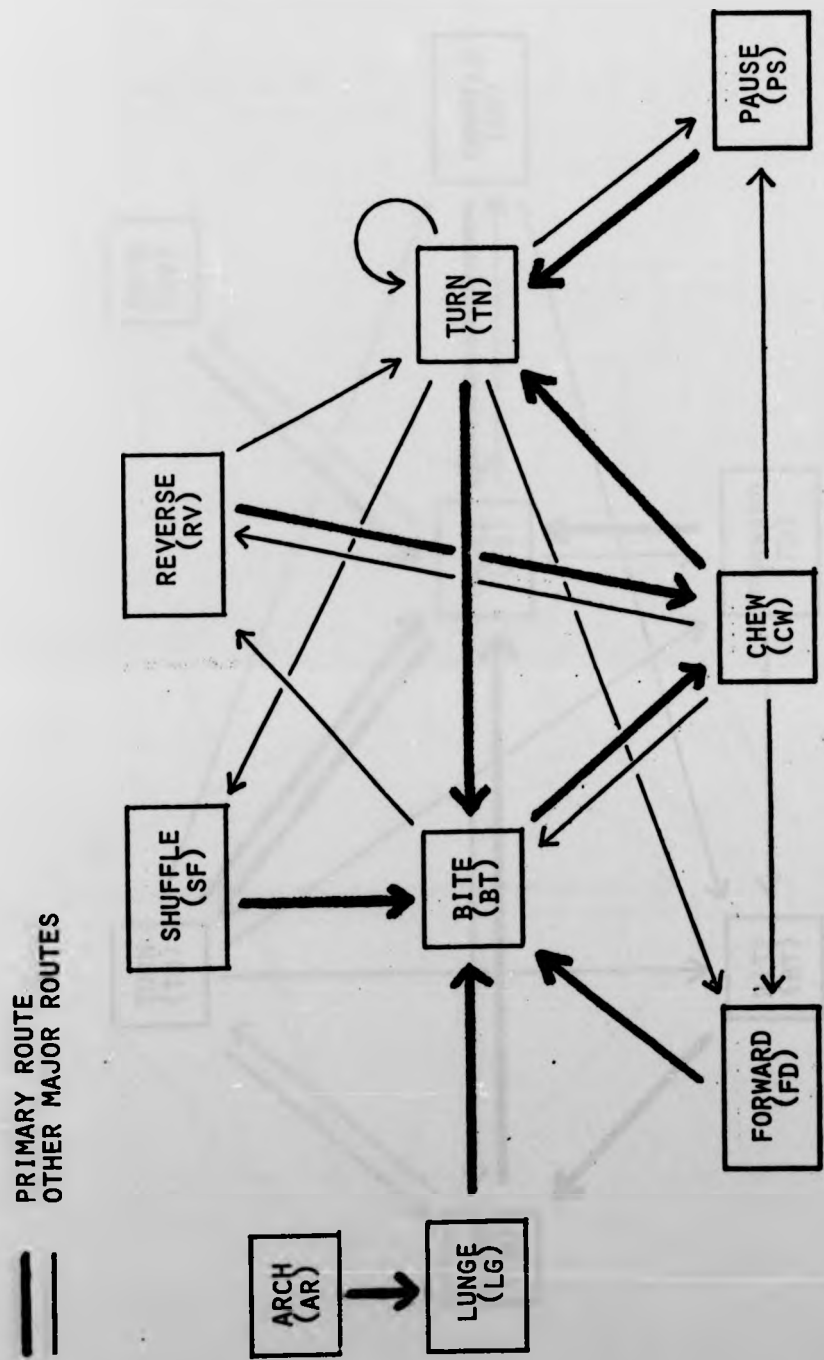 PRIMARY ROUTE
OTHER MAJOR ROUTES
ARCH
(AR)
LUNGE
(LG)
SHUFFLE
(SF)
BITE
(BT)
FORWARD
(FD)
REVERSE
(RV)
TURN
(TN)
CHEW
(CW)
PAUSE
(PS)